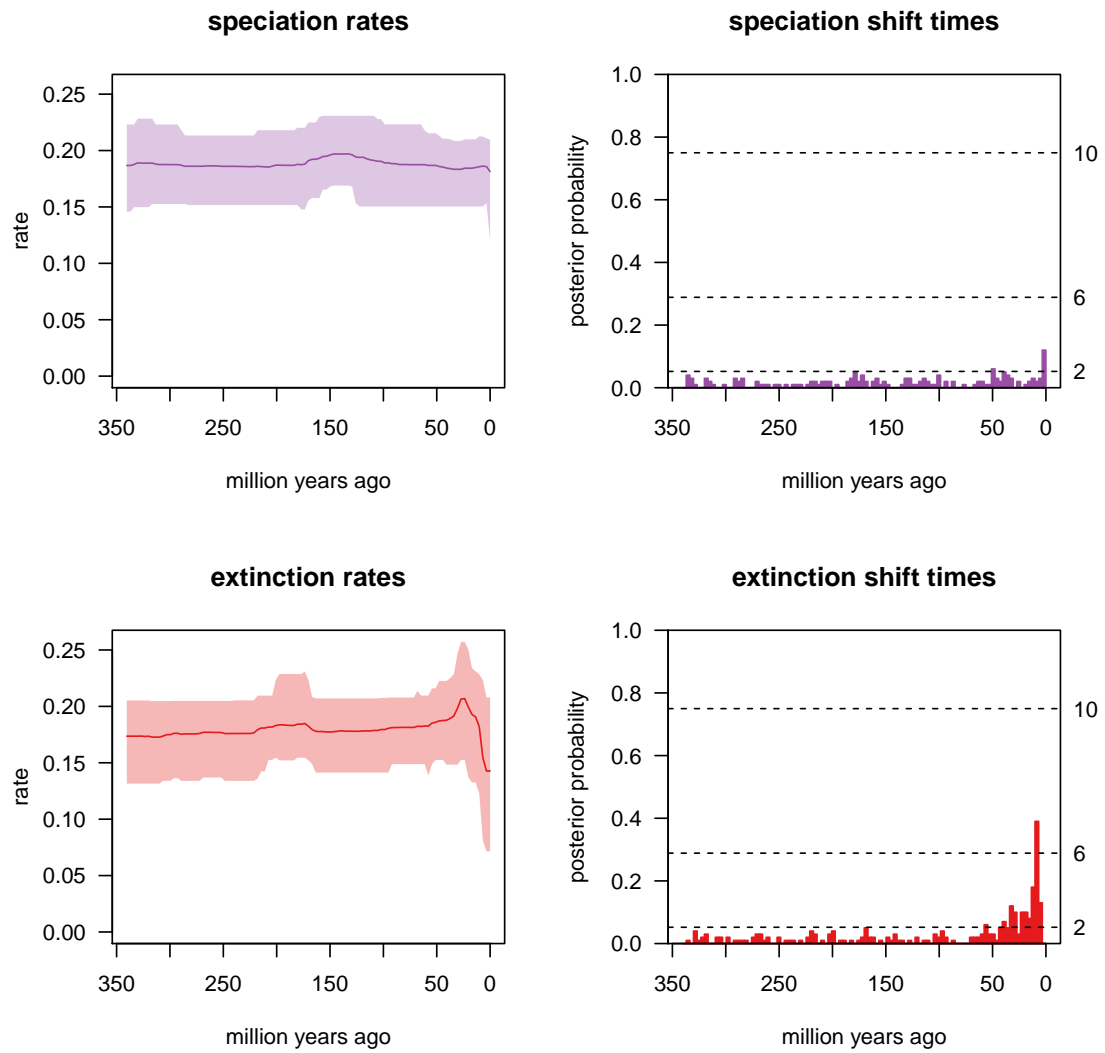 speciation rates
0.25
0.20
0.15
0.10
0.05
0.00
rate
350 250 150 50 0
million years ago
speciation shift times
1.0
0.8
0.6
0.4
0.2
0.0
posterior probability
10
6
2
350 250 150 50 0
million years ago
extinction rates
0.25
0.20
0.15
0.10
0.05
0.00
rate
350 250 150 50 0
million years ago
extinction shift times
1.0
0.8
0.6
0.4
0.2
0.0
posterior probability
10
6
2
350 250 150 50 0
million years ago